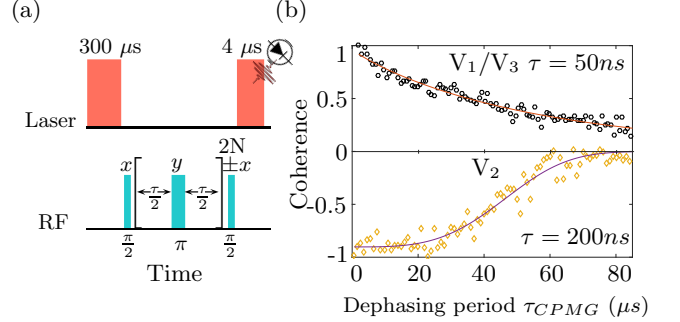 (a)
300 μs
4 μs
Laser
x
y
2N
±x
τ/2
τ/2
RF
π/2
π
π/2
Time
(b)
Coherence
1
0.5
0
-0.5
-1
V₁/V₃ τ = 50ns
V₂
τ = 200ns
0 20 40 60 80
Dephasing period τ_CPMG (μs)